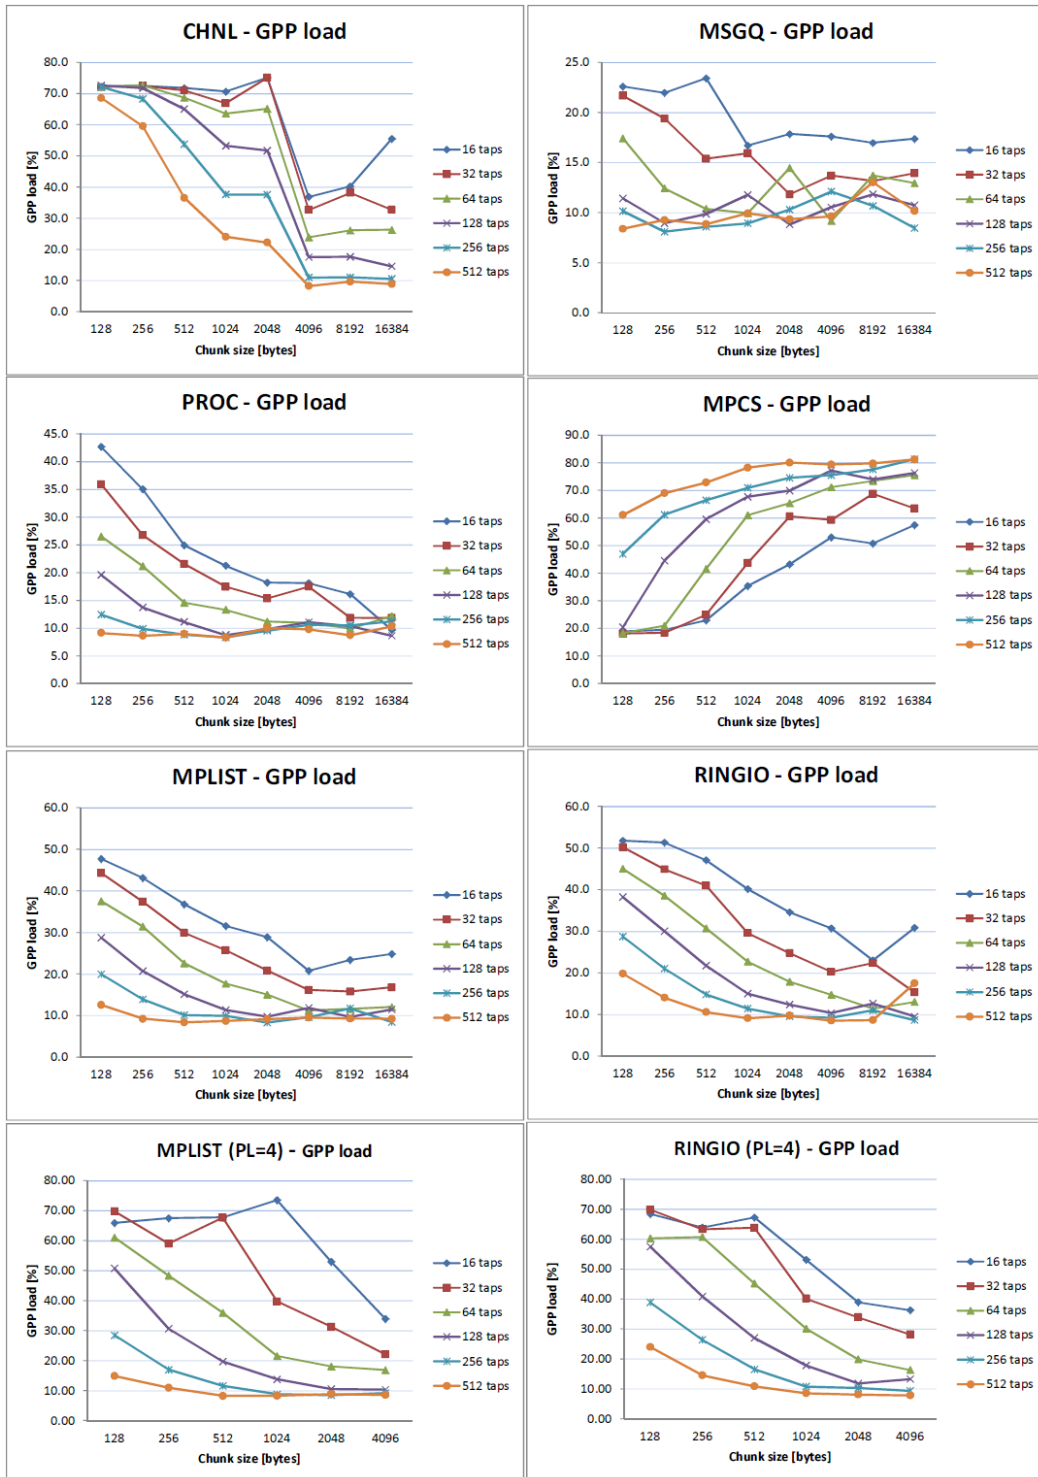 CHNL - GPP load
80.0
70.0
60.0
50.0
40.0
30.0
20.0
10.0
0.0
GPP load [%]
128 256 512 1024 2048 4096 8192 16384
Chunk size [bytes]
16 taps
32 taps
64 taps
128 taps
256 taps
512 taps
MSGQ - GPP load
25.0
20.0
15.0
10.0
5.0
0.0
GPP load [%]
128 256 512 1024 2048 4096 8192 16384
Chunk size [bytes]
16 taps
32 taps
64 taps
128 taps
256 taps
512 taps
PROC - GPP load
45.0
40.0
35.0
30.0
25.0
20.0
15.0
10.0
5.0
0.0
GPP load [%]
128 256 512 1024 2048 4096 8192 16384
Chunk size [bytes]
16 taps
32 taps
64 taps
128 taps
256 taps
512 taps
MPCS - GPP load
90.0
80.0
70.0
60.0
50.0
40.0
30.0
20.0
10.0
0.0
GPP load [%]
128 256 512 1024 2048 4096 8192 16384
Chunk size [bytes]
16 taps
32 taps
64 taps
128 taps
256 taps
512 taps
MPLIST - GPP load
60.0
50.0
40.0
30.0
20.0
10.0
0.0
GPP load [%]
128 256 512 1024 2048 4096 8192 16384
Chunk size [bytes]
16 taps
32 taps
64 taps
128 taps
256 taps
512 taps
RINGIO - GPP load
60.0
50.0
40.0
30.0
20.0
10.0
0.0
GPP load [%]
128 256 512 1024 2048 4096 8192 16384
Chunk size [bytes]
16 taps
32 taps
64 taps
128 taps
256 taps
512 taps
MPLIST (PL=4) - GPP load
80.00
70.00
60.00
50.00
40.00
30.00
20.00
10.00
0.00
GPP load [%]
128 256 512 1024 2048 4096
Chunk size [bytes]
16 taps
32 taps
64 taps
128 taps
256 taps
512 taps
RINGIO (PL=4) - GPP load
80.00
70.00
60.00
50.00
40.00
30.00
20.00
10.00
0.00
GPP load [%]
128 256 512 1024 2048 4096
Chunk size [bytes]
16 taps
32 taps
64 taps
128 taps
256 taps
512 taps